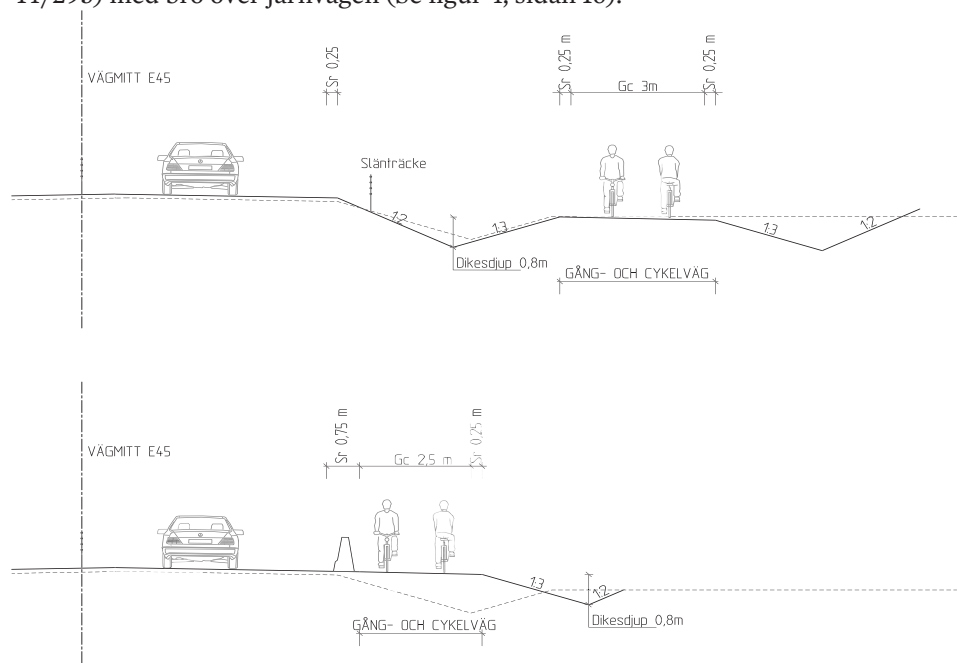 11/295) med bro över järnvägen (Se figur 4, sidan 16).
Sr 0,25
Sr 0,25 m
Sr 0,25 m
VÄGMITT E45
Gc 3m
Slänträcke
1:2
1:3
1:3
1:2
Dikesdjup 0,8m
GÅNG- OCH CYKELVÄG
Sr 0,75 m
Sr 0,25 m
VÄGMITT E45
Gc 2,5 m
1:3
1:2
Dikesdjup 0,8m
GÅNG- OCH CYKELVÄG